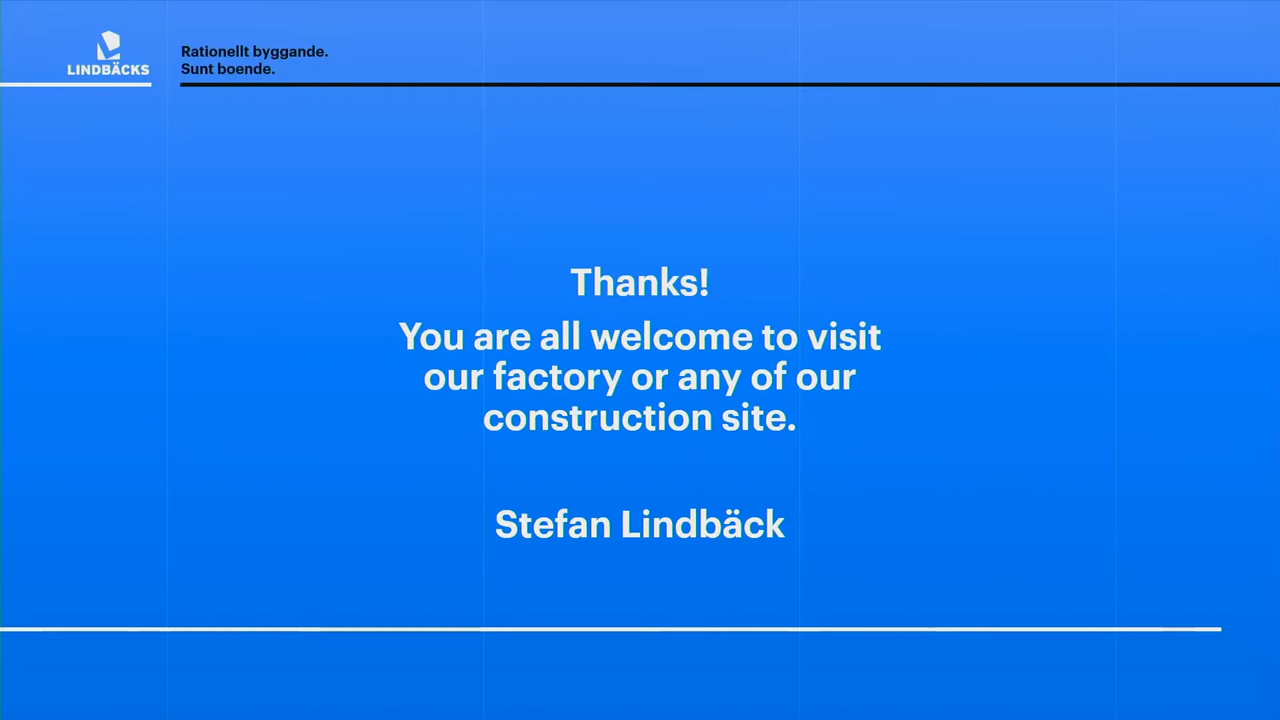 LINDBÄCKS
Rationellt byggande.
Sunt boende.
Thanks!
You are all welcome to visit
our factory or any of our
construction site.
Stefan Lindbäck